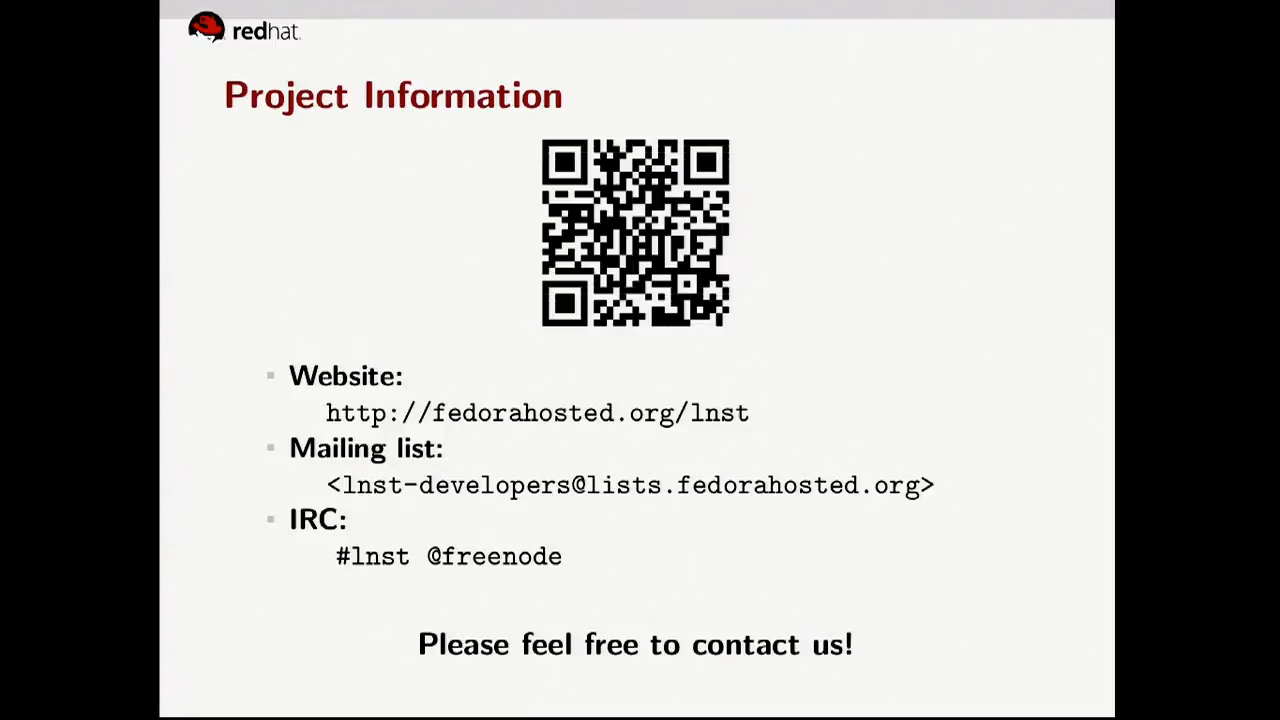 redhat.
Project Information
Website:
http://fedorahosted.org/lnst
Mailing list:
<lnst-developers@lists.fedorahosted.org>
IRC:
#lnst @freenode
Please feel free to contact us!